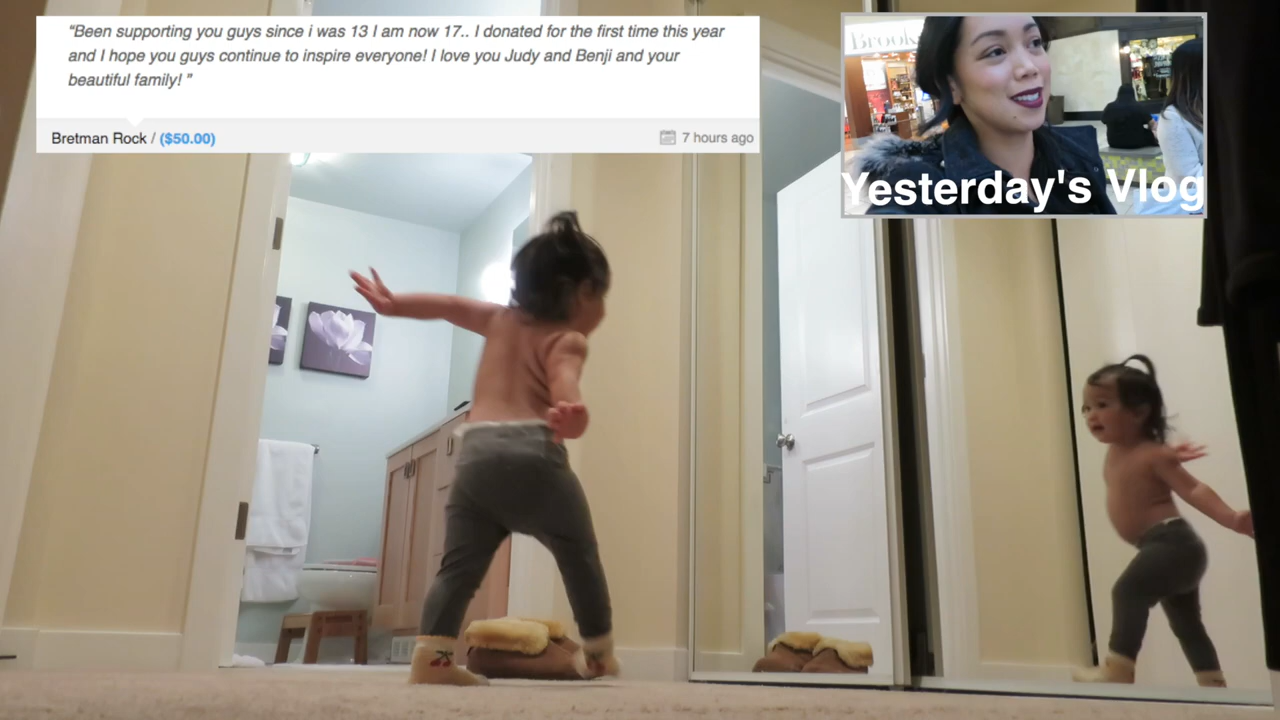 “Been supporting you guys since i was 13 I am now 17.. I donated for the first time this year
and I hope you guys continue to inspire everyone! I love you Judy and Benji and your
beautiful family! ”
Bretman Rock / ($50.00)
7 hours ago
Brook
Yesterday's Vlog